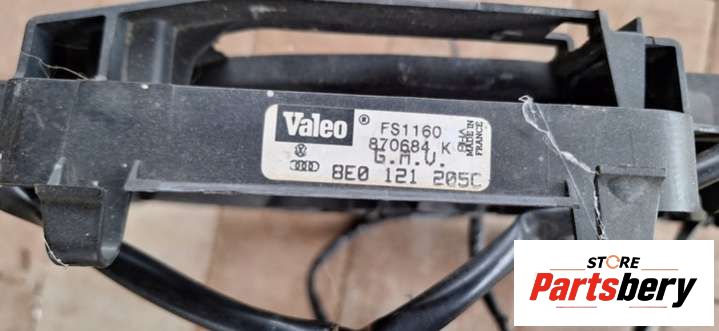 Valeo ®
FS1160
870684 K
G.M.V.
8E0 121 205C
MADE IN
FRANCE
STORE
Partsbery